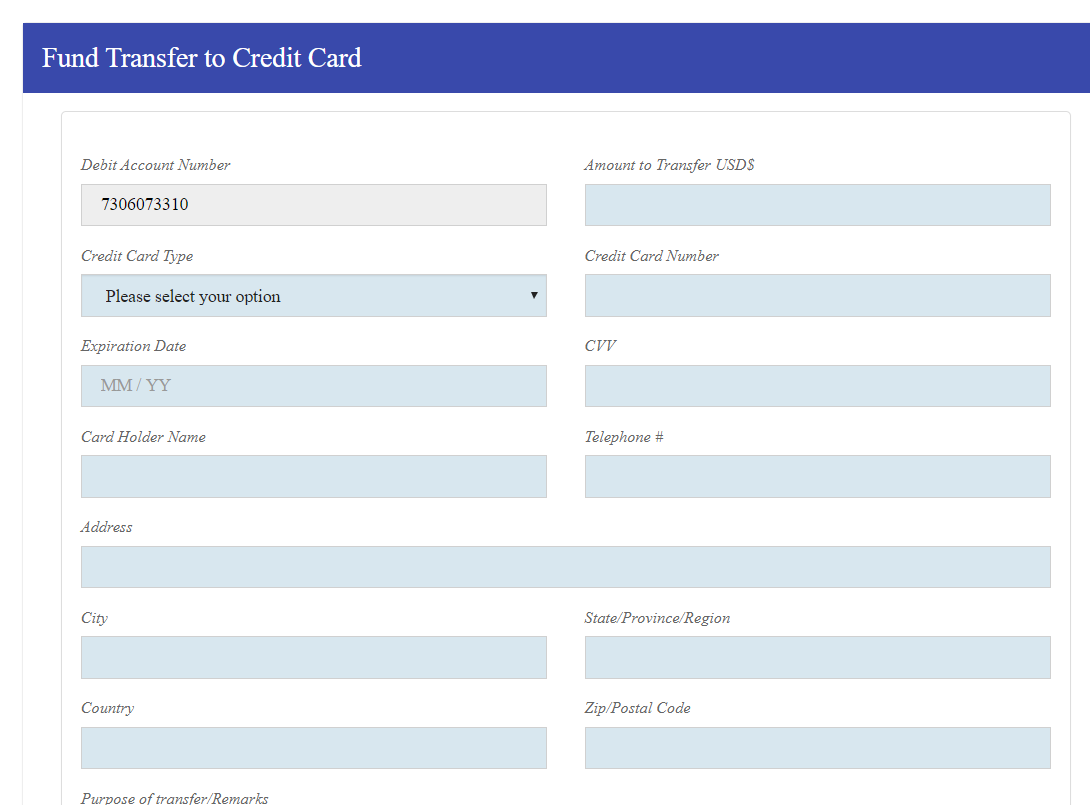 Fund Transfer to Credit Card
Debit Account Number
Amount to Transfer USD$
7306073310
Credit Card Type
Credit Card Number
Please select your option
Expiration Date
CVV
MM / YY
Card Holder Name
Telephone #
Address
City
State/Province/Region
Country
Zip/Postal Code
Purpose of transfer/Remarks